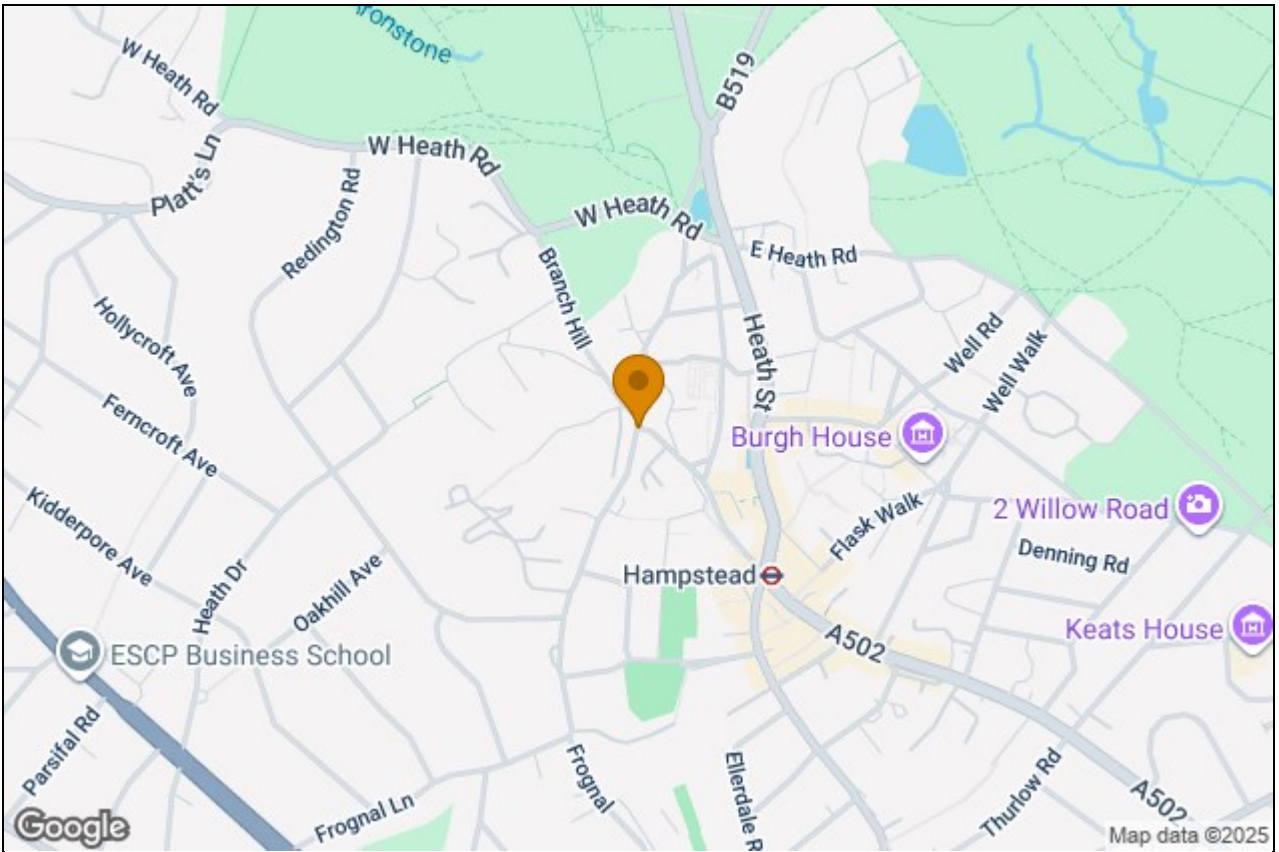 ronstone
W Heath Rd
B519
W Heath Rd
Platt's Ln
Redington Rd
W Heath Rd
E Heath Rd
Branch Hill
Hollycroft Ave
Heath St
Well Rd
Well Walk
Ferncroft Ave
Burgh House
Kidderpore Ave
Flask Walk
2 Willow Road
Denning Rd
Heath Dr
Oakhill Ave
Hampstead
Keats House
A502
ESCP Business School
Parsifal Rd
Frognal
Ellerdale R
Thurlow Rd
A502
Frognal Ln
Google
Map data ©2025